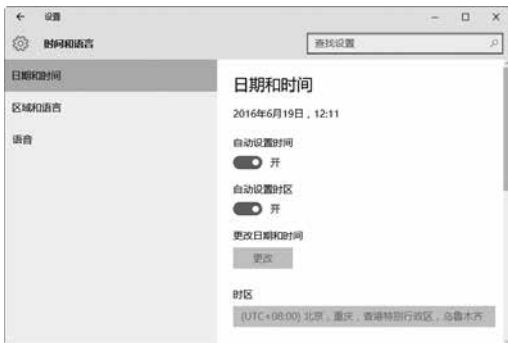 设置
时间和语言
查找设置
日期和时间
区域和语言
语音
日期和时间
2016年6月19日，12:11
自动设置时间
开
自动设置时区
开
更改日期和时间
更改
时区
(UTC+08:00) 北京，重庆，香港特别行政区，乌鲁木齐